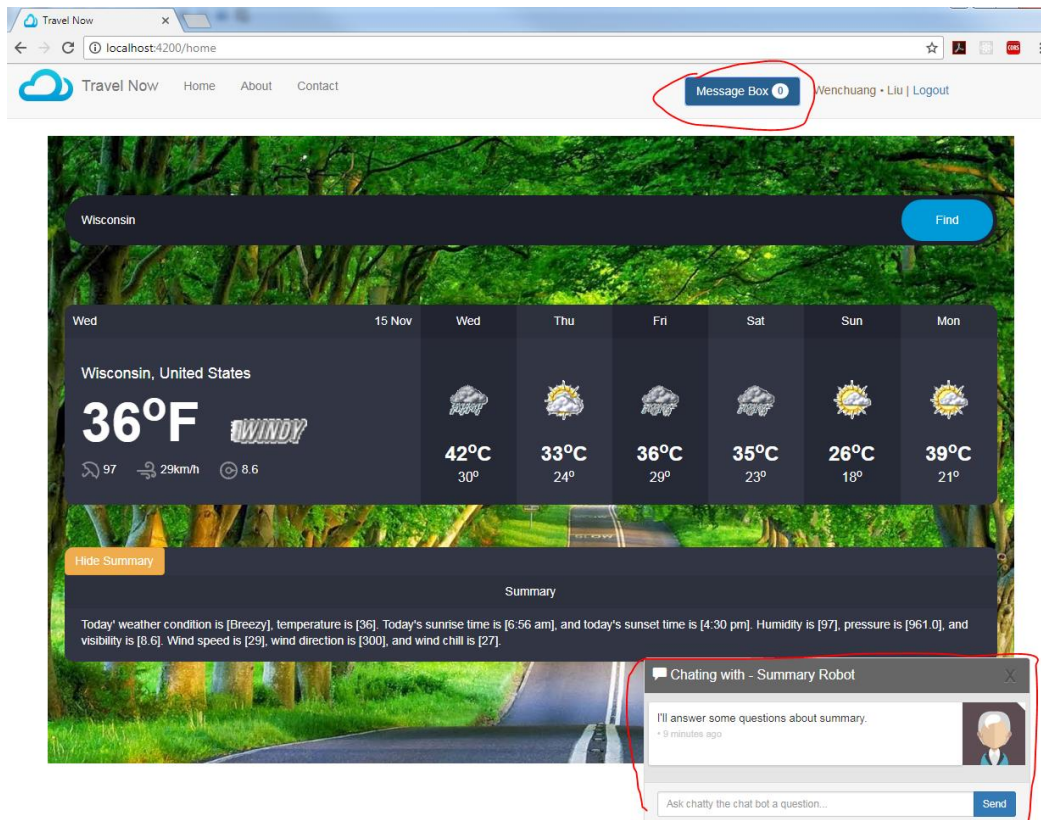 Travel Now
localhost:4200/home
Travel Now Home About Contact Message Box 0 Wenchuang • Liu | Logout
Wisconsin Find
Wed 15 Nov Wed Thu Fri Sat Sun Mon
Wisconsin, United States
36ºF WINDY
97 29km/h 8.6
42ºC 33ºC 36ºC 35ºC 26ºC 39ºC
30º 24º 29º 23º 18º 21º
Hide Summary
Summary
Today' weather condition is [Breezy], temperature is [36]. Today's sunrise time is [6:56 am], and today's sunset time is [4:30 pm]. Humidity is [97], pressure is [961.0], and
visibility is [8.6]. Wind speed is [29], wind direction is [300], and wind chill is [27].
Chating with - Summary Robot X
I'll answer some questions about summary.
• 9 minutes ago
Ask chatty the chat bot a question... Send